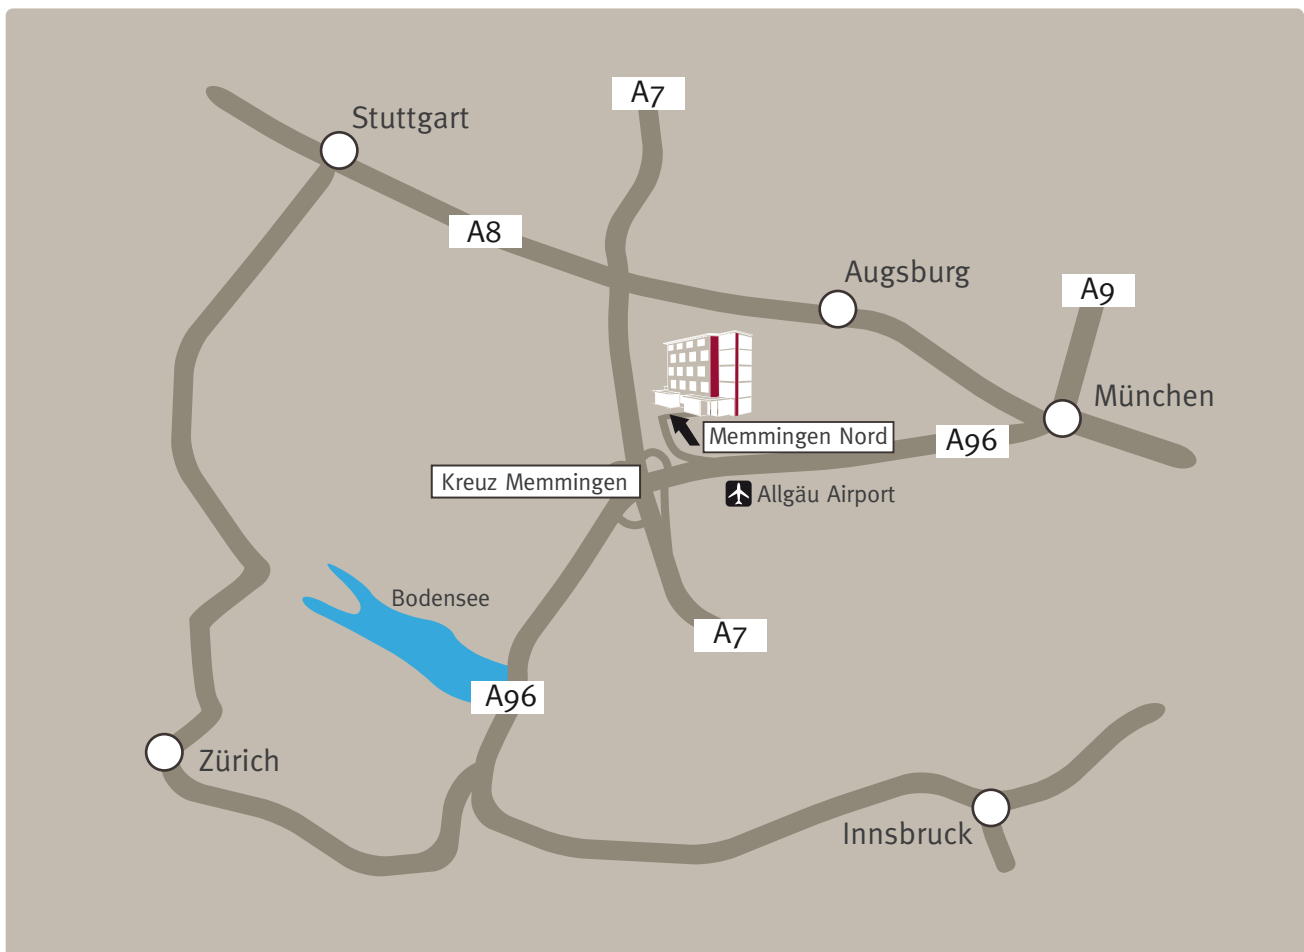 A7
Stuttgart
A8
Augsburg
A9
München
Memmingen Nord
A96
Kreuz Memmingen
Allgäu Airport
Bodensee
A7
A96
Zürich
Innsbruck